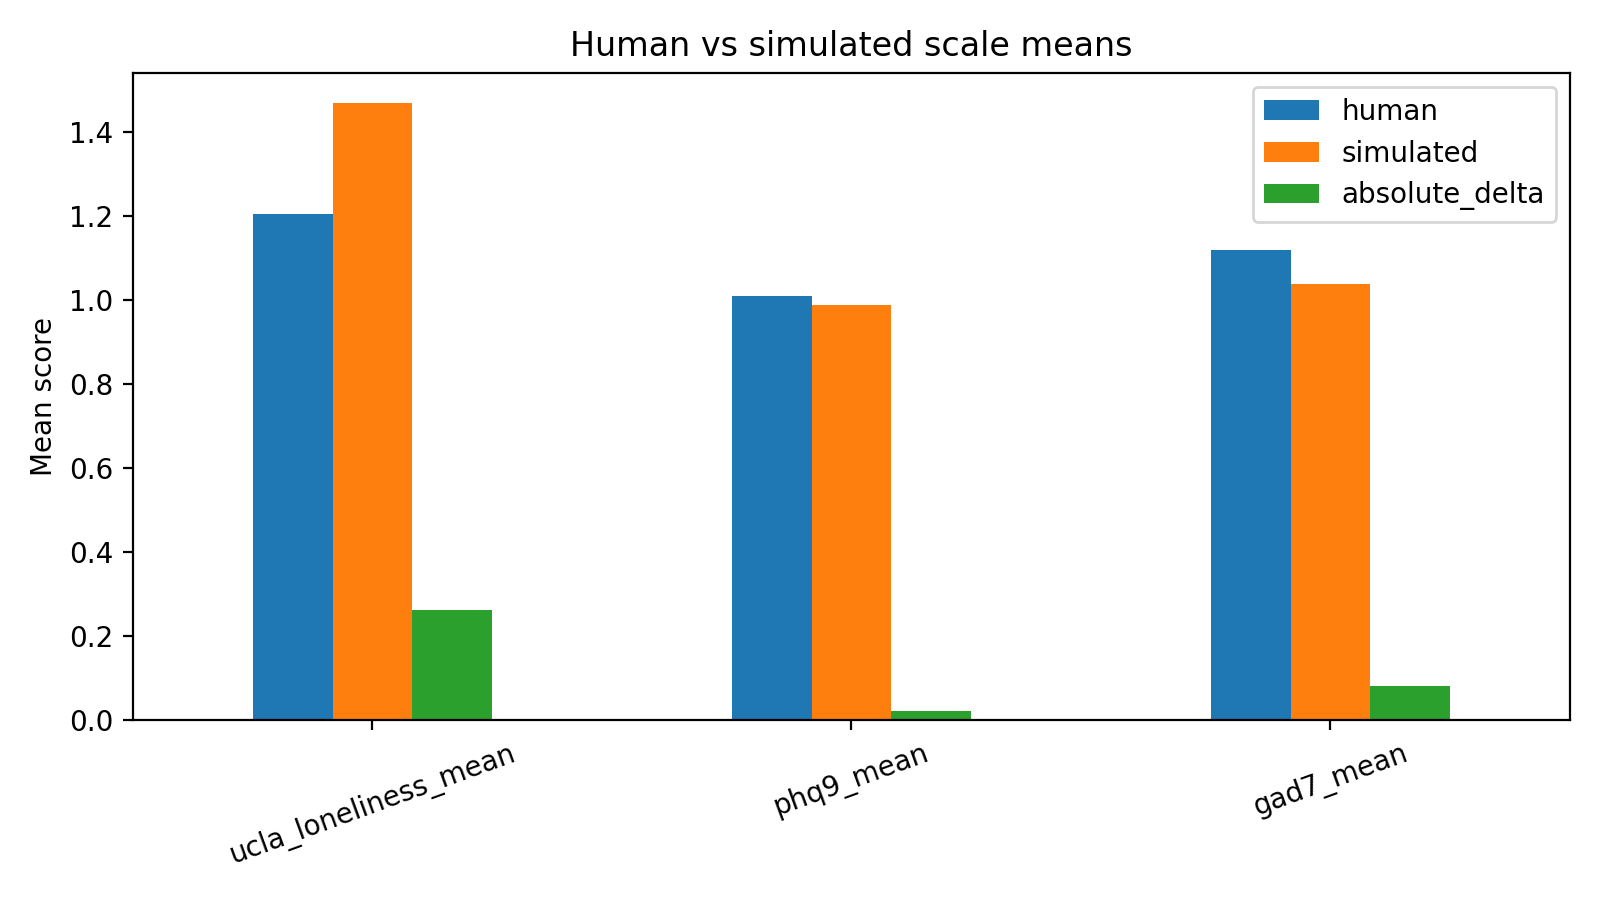 Human vs simulated scale means
human
simulated
absolute_delta
Mean score
1.4
1.2
1.0
0.8
0.6
0.4
0.2
0.0
ucla_loneliness_mean
phq9_mean
gad7_mean